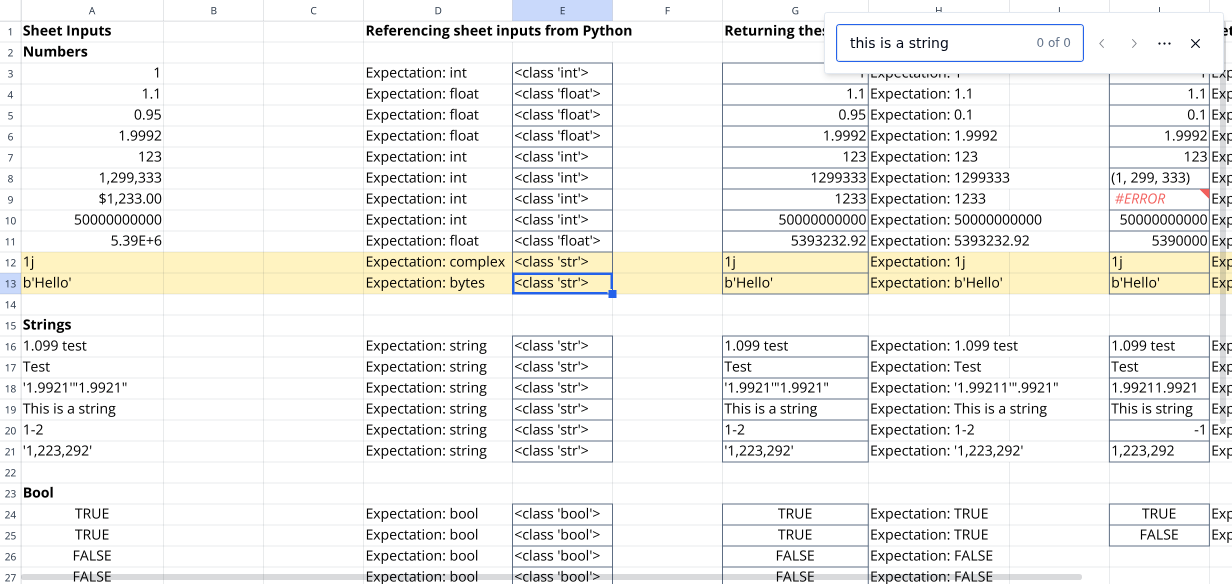 A B C D E F G H I J
1 Sheet Inputs Referencing sheet inputs from Python Returning thes
this is a string 0 of 0
2 Numbers
3 1 Expectation: int <class 'int'> 1 Expectation: 1 1 Exp
4 1.1 Expectation: float <class 'float'> 1.1 Expectation: 1.1 1.1 Exp
5 0.95 Expectation: float <class 'float'> 0.95 Expectation: 0.1 0.1 Exp
6 1.9992 Expectation: float <class 'float'> 1.9992 Expectation: 1.9992 1.9992 Exp
7 123 Expectation: int <class 'int'> 123 Expectation: 123 123 Exp
8 1,299,333 Expectation: int <class 'int'> 1299333 Expectation: 1299333 (1, 299, 333) Exp
9 $1,233.00 Expectation: int <class 'int'> 1233 Expectation: 1233 #ERROR Exp
10 50000000000 Expectation: int <class 'int'> 50000000000 Expectation: 50000000000 50000000000 Exp
11 5.39E+6 Expectation: float <class 'float'> 5393232.92 Expectation: 5393232.92 5390000 Exp
12 1j Expectation: complex <class 'str'> 1j Expectation: 1j 1j Exp
13 b'Hello' Expectation: bytes <class 'str'> b'Hello' Expectation: b'Hello' b'Hello' Exp
14
15 Strings
16 1.099 test Expectation: string <class 'str'> 1.099 test Expectation: 1.099 test 1.099 test Exp
17 Test Expectation: string <class 'str'> Test Expectation: Test Test Exp
18 '1.9921'"1.9921" Expectation: string <class 'str'> '1.9921'"1.9921" Expectation: '1.99211'".9921" 1.99211.9921 Exp
19 This is a string Expectation: string <class 'str'> This is a string Expectation: This is a string This is string Exp
20 1-2 Expectation: string <class 'str'> 1-2 Expectation: 1-2 -1 Exp
21 '1,223,292' Expectation: string <class 'str'> '1,223,292' Expectation: '1,223,292' 1,223,292 Exp
22
23 Bool
24 TRUE Expectation: bool <class 'bool'> TRUE Expectation: TRUE TRUE Exp
25 TRUE Expectation: bool <class 'bool'> TRUE Expectation: TRUE FALSE Exp
26 FALSE Expectation: bool <class 'bool'> FALSE Expectation: FALSE
27 FALSE Expectation: bool <class 'bool'> FALSE Expectation: FALSE